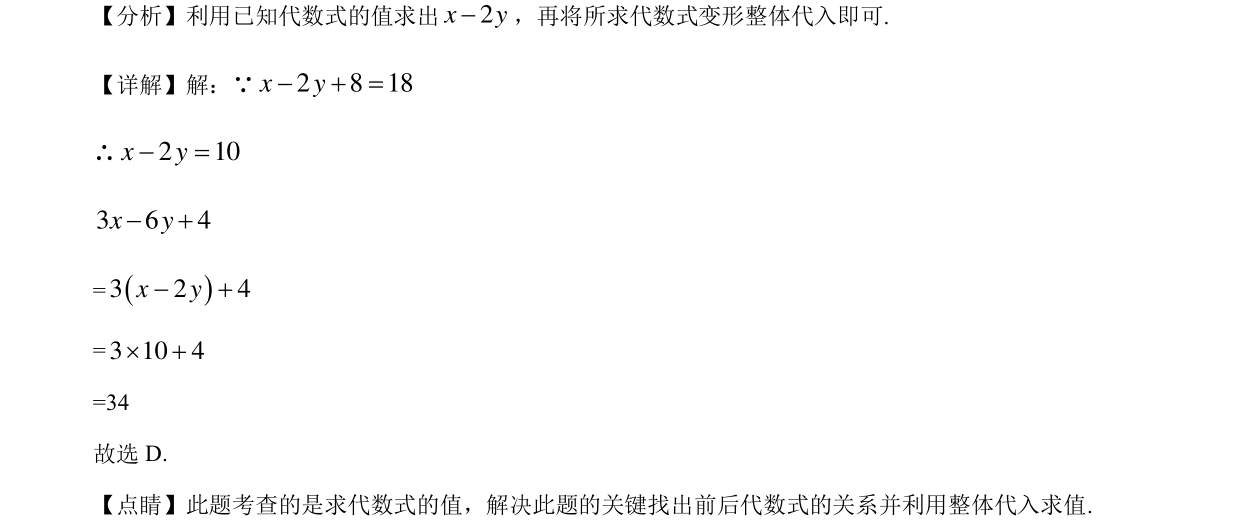 【分析】利用已知代数式的值求出 x－2y，再将所求代数式变形整体代入即可.
【详解】解：∵ x－2y＋8＝18
∴ x－2y＝10
3x－6y＋4
=3(x－2y)＋4
=3×10＋4
=34
故选 D.
【点睛】此题考查的是求代数式的值，解决此题的关键找出前后代数式的关系并利用整体代入求值.